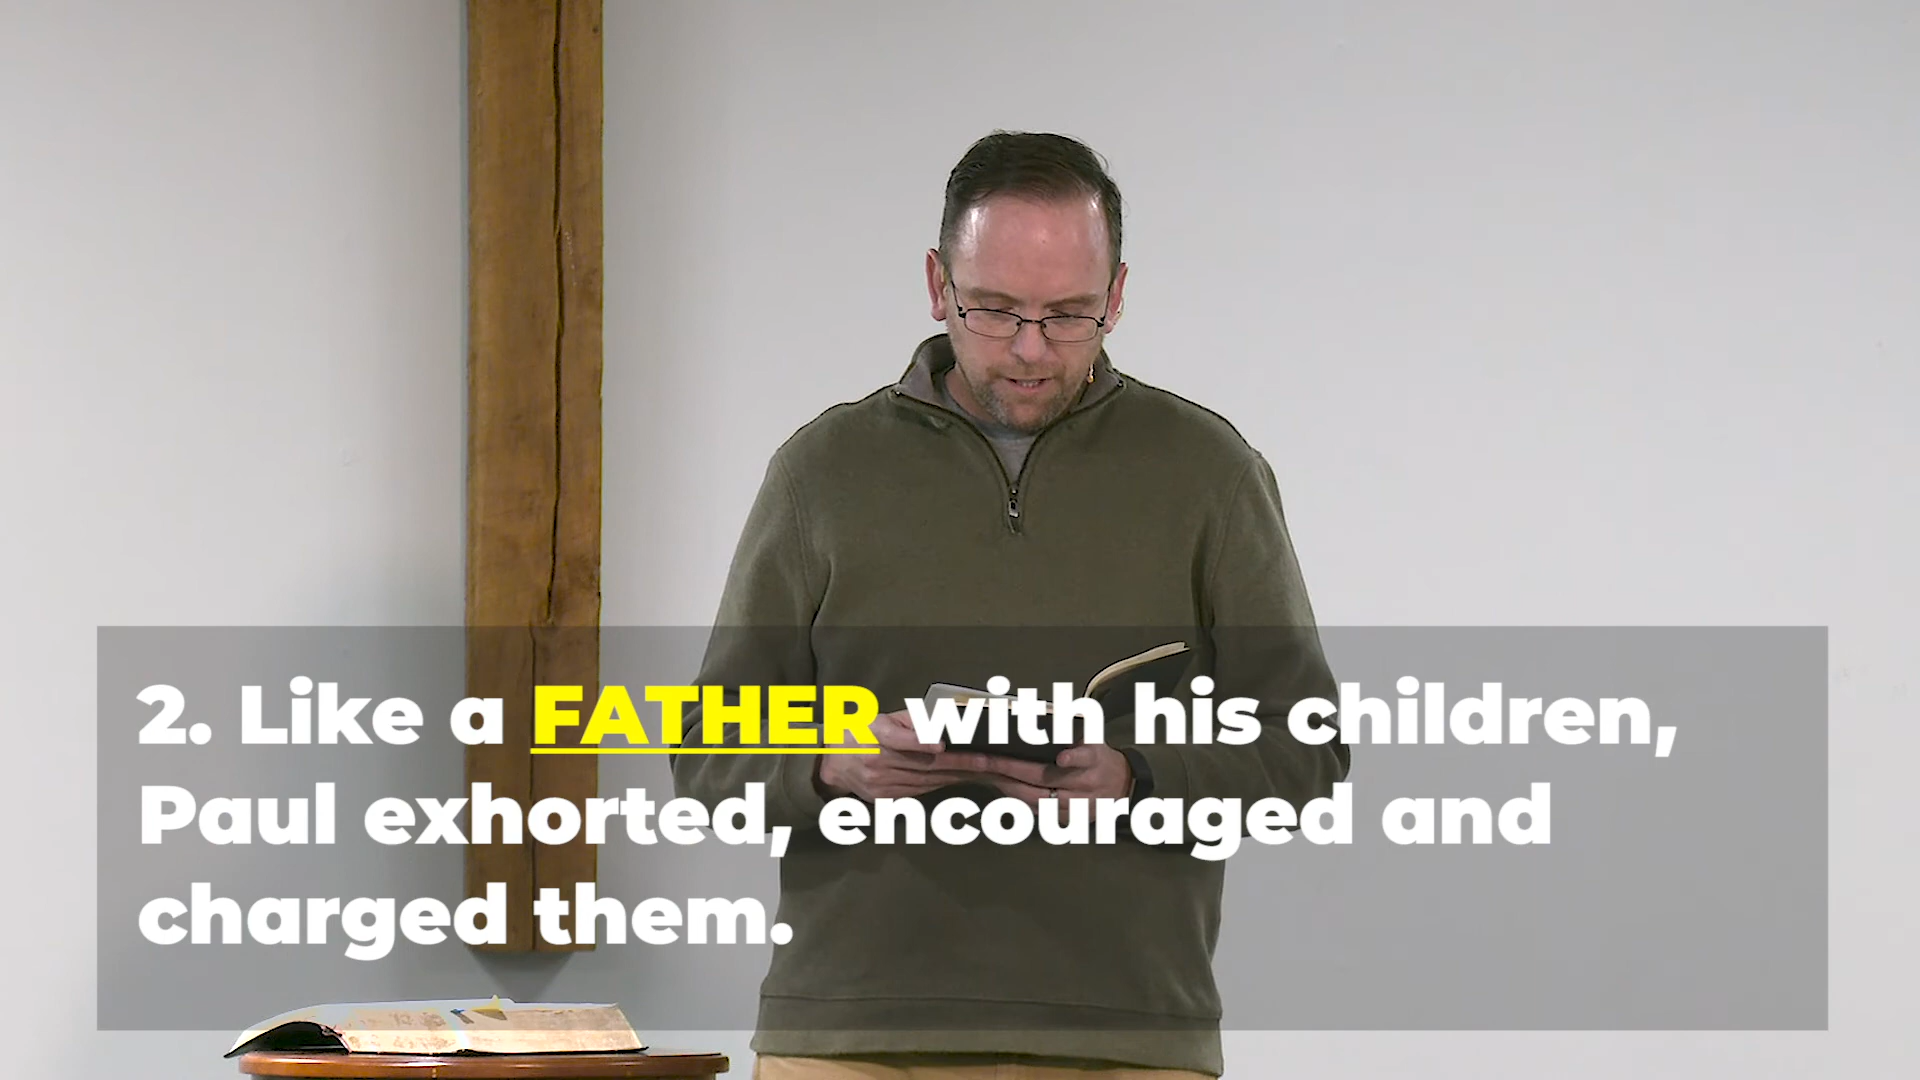 2. Like a FATHER with his children,
Paul exhorted, encouraged and
charged them.